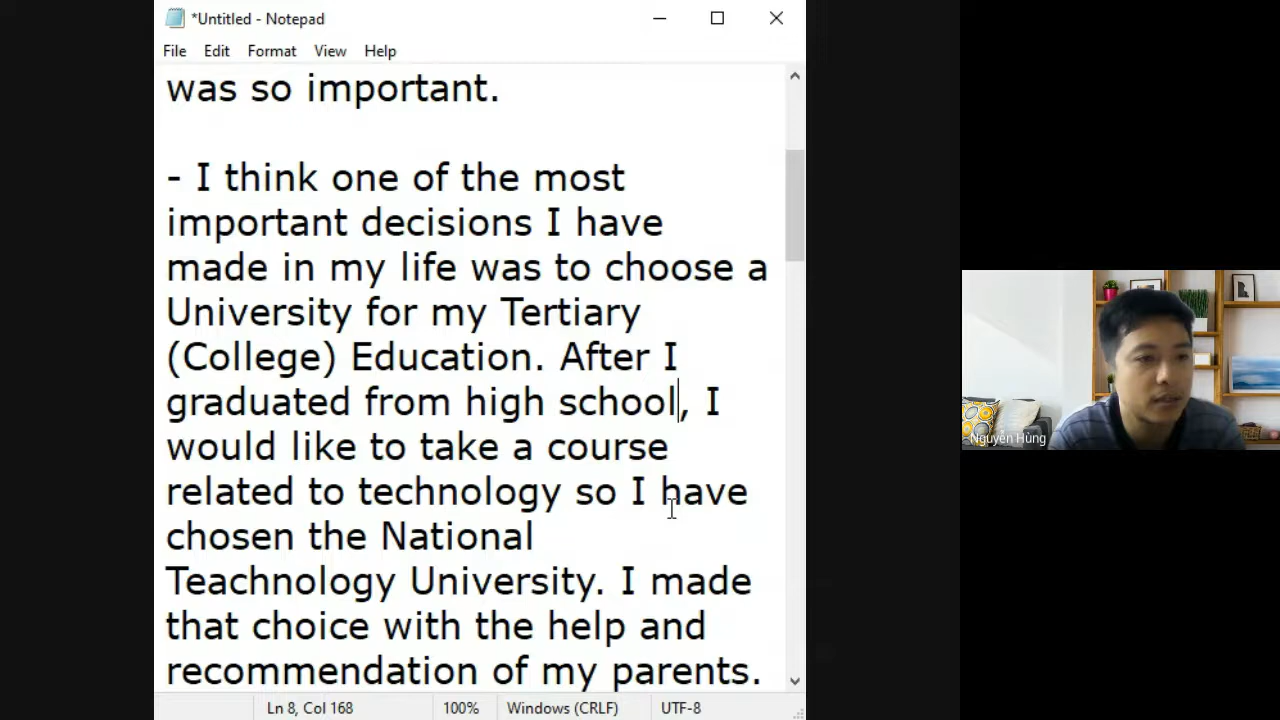 *Untitled - Notepad
File Edit Format View Help
was so important.
- I think one of the most
important decisions I have
made in my life was to choose a
University for my Tertiary
(College) Education. After I
graduated from high school, I
would like to take a course
related to technology so I have
chosen the National
Teachnology University. I made
that choice with the help and
recommendation of my parents.
Ln 8, Col 168 100% Windows (CRLF) UTF-8
Nguyễn Hùng